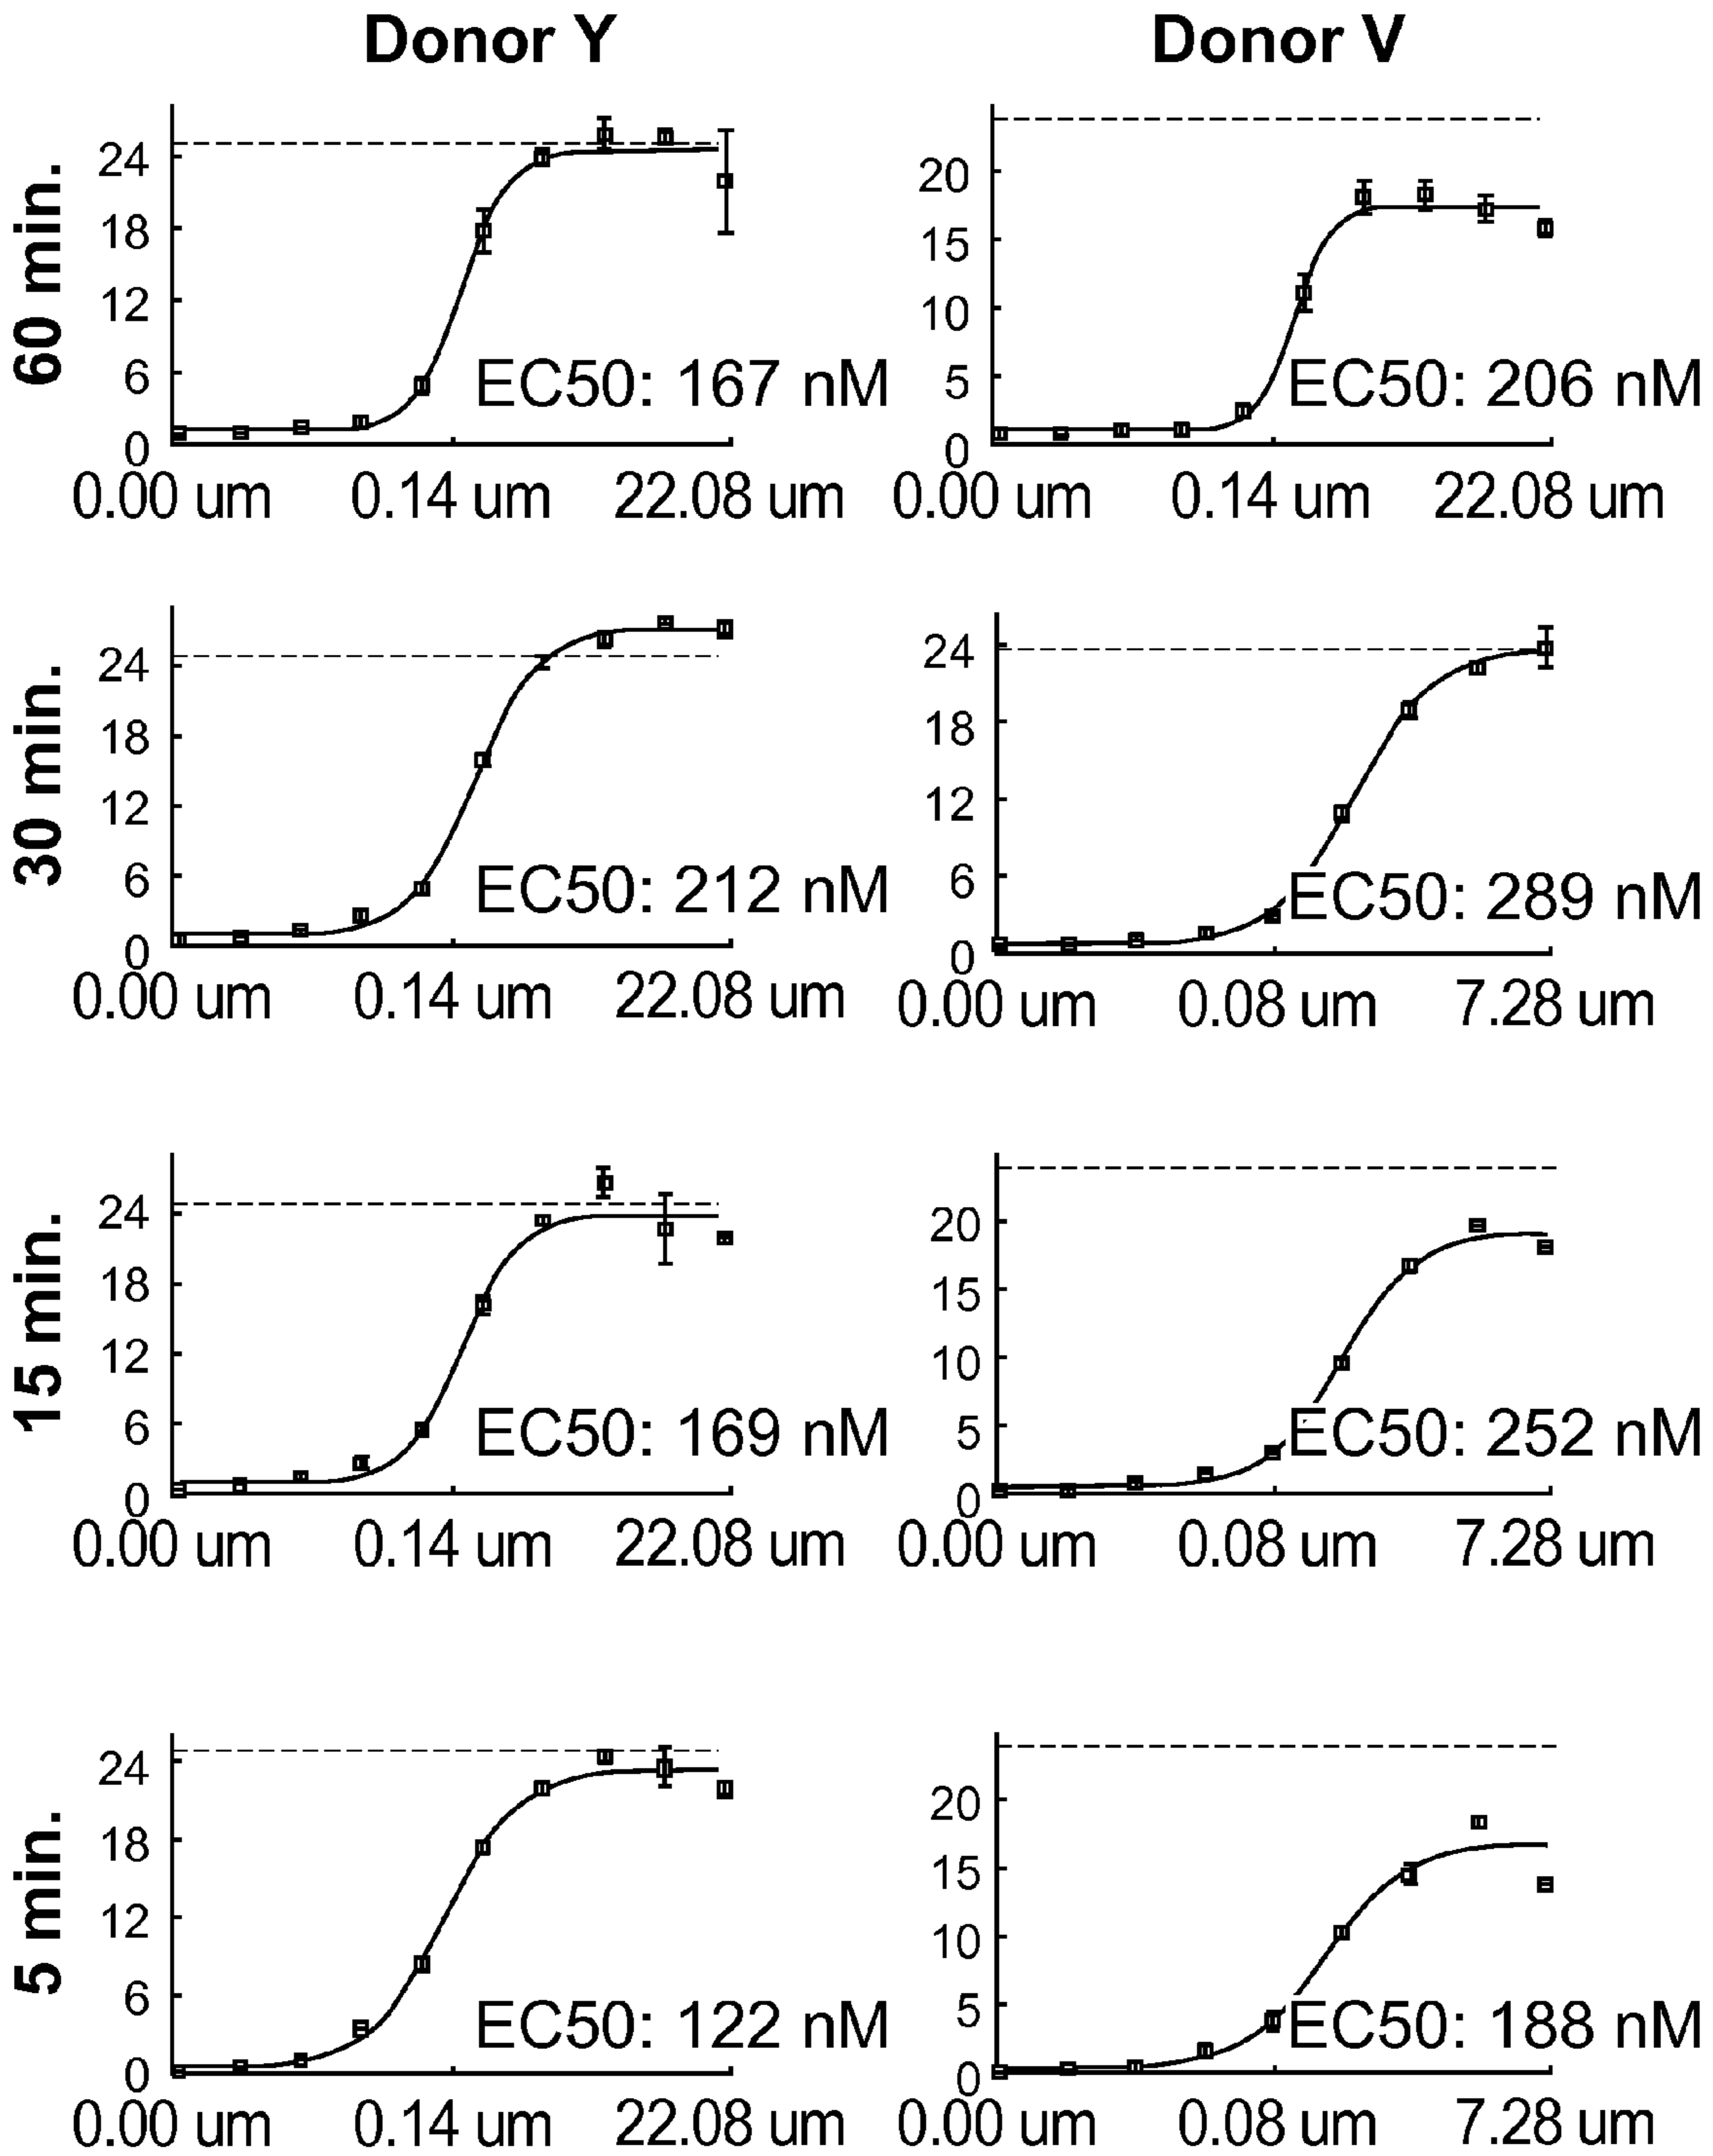 Donor Y Donor V
60 min.
24
18
12
6
0
EC50: 167 nM
0.00 um 0.14 um 22.08 um
20
15
10
5
0
EC50: 206 nM
0.00 um 0.14 um 22.08 um
30 min.
24
18
12
6
0
EC50: 212 nM
0.00 um 0.14 um 22.08 um
24
18
12
6
0
EC50: 289 nM
0.00 um 0.08 um 7.28 um
15 min.
24
18
12
6
0
EC50: 169 nM
0.00 um 0.14 um 22.08 um
20
15
10
5
0
EC50: 252 nM
0.00 um 0.08 um 7.28 um
5 min.
24
18
12
6
0
EC50: 122 nM
0.00 um 0.14 um 22.08 um
20
15
10
5
0
EC50: 188 nM
0.00 um 0.08 um 7.28 um